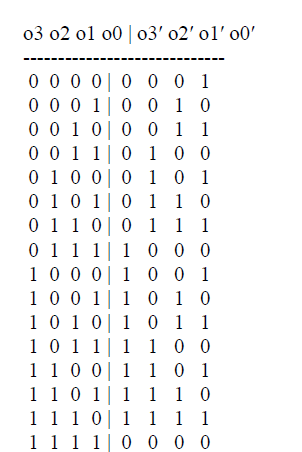 o3 o2 o1 o0 | o3′ o2′ o1′ o0′
-----------------------------
0 0 0 0 | 0 0 0 1
0 0 0 1 | 0 0 1 0
0 0 1 0 | 0 0 1 1
0 0 1 1 | 0 1 0 0
0 1 0 0 | 0 1 0 1
0 1 0 1 | 0 1 1 0
0 1 1 0 | 0 1 1 1
0 1 1 1 | 1 0 0 0
1 0 0 0 | 1 0 0 1
1 0 0 1 | 1 0 1 0
1 0 1 0 | 1 0 1 1
1 0 1 1 | 1 1 0 0
1 1 0 0 | 1 1 0 1
1 1 0 1 | 1 1 1 0
1 1 1 0 | 1 1 1 1
1 1 1 1 | 0 0 0 0